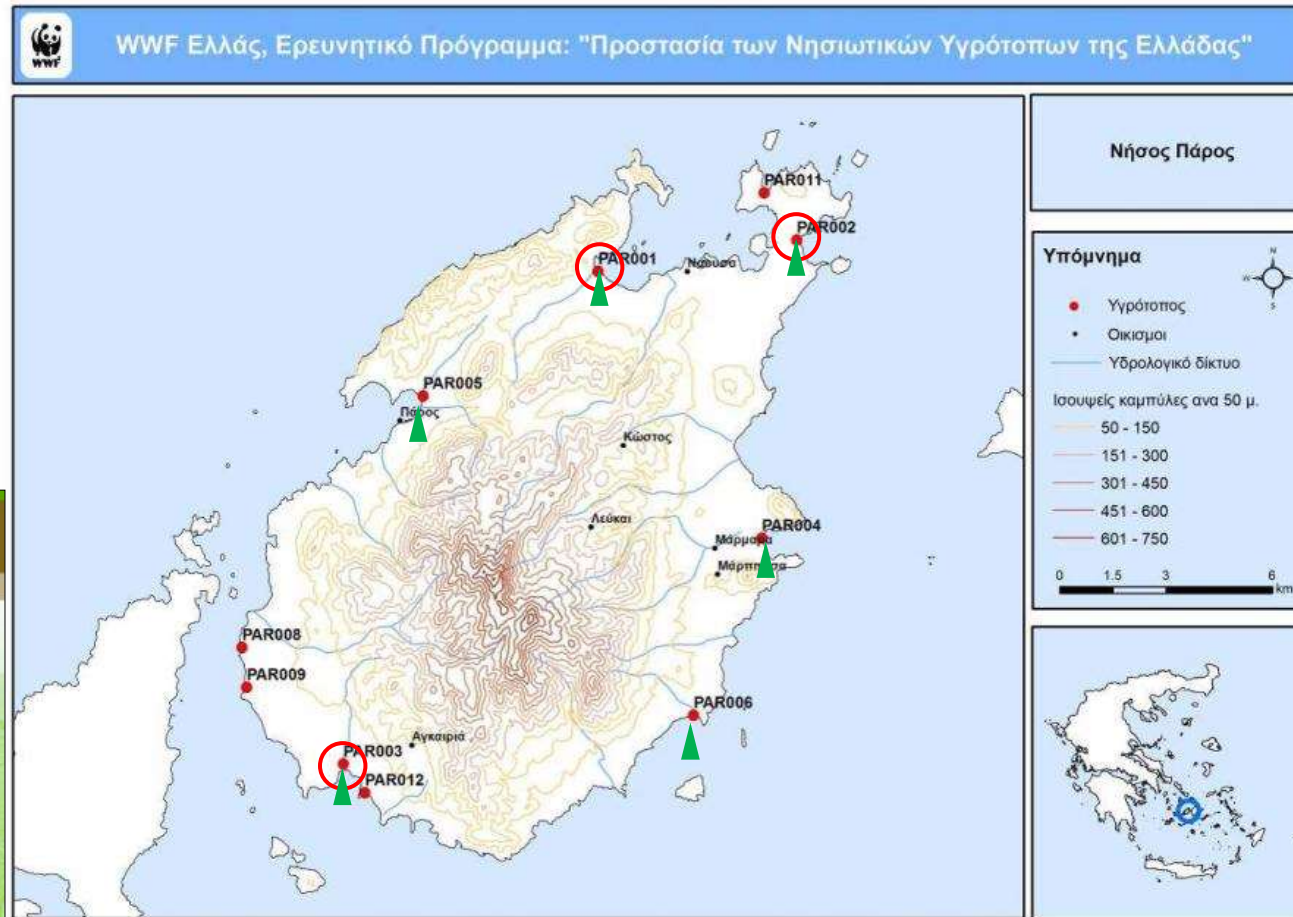 WWF
WWF Ελλάς, Ερευνητικό Πρόγραμμα: "Προστασία των Νησιωτικών Υγρότοπων της Ελλάδας"
Νήσος Πάρος
PAR011
PAR002
PAR001
Νάουσα
PAR005
Πάρος
Κώστος
Λεύκαι
PAR004
Μάρμαρα
Μάρπησσα
PAR008
PAR009
PAR006
Αγκαιριά
PAR003
PAR012
Υπόμνημα
N
W
S
Υγρότοπος
Οικισμοι
Υδρολογικό δίκτυο
Ισουψείς καμπύλες ανα 50 μ.
50 - 150
151 - 300
301 - 450
451 - 600
601 - 750
0 1.5 3 6
km